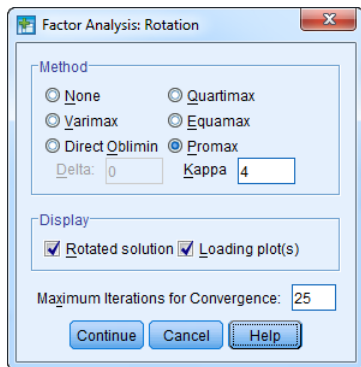 Factor Analysis: Rotation
Method
None Quartimax
Varimax Equamax
Direct Oblimin Promax
Delta: 0 Kappa 4
Display
Rotated solution Loading plot(s)
Maximum Iterations for Convergence: 25
Continue Cancel Help